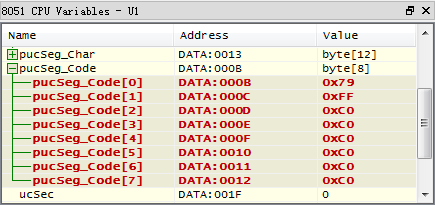 8051 CPU Variables - U1
Name Address Value
pucSeg_Char DATA:0013 byte[12]
pucSeg_Code DATA:000B byte[8]
pucSeg_Code[0] DATA:000B 0x79
pucSeg_Code[1] DATA:000C 0xFF
pucSeg_Code[2] DATA:000D 0xC0
pucSeg_Code[3] DATA:000E 0xC0
pucSeg_Code[4] DATA:000F 0xC0
pucSeg_Code[5] DATA:0010 0xC0
pucSeg_Code[6] DATA:0011 0xC0
pucSeg_Code[7] DATA:0012 0xC0
ucSec DATA:001F 0